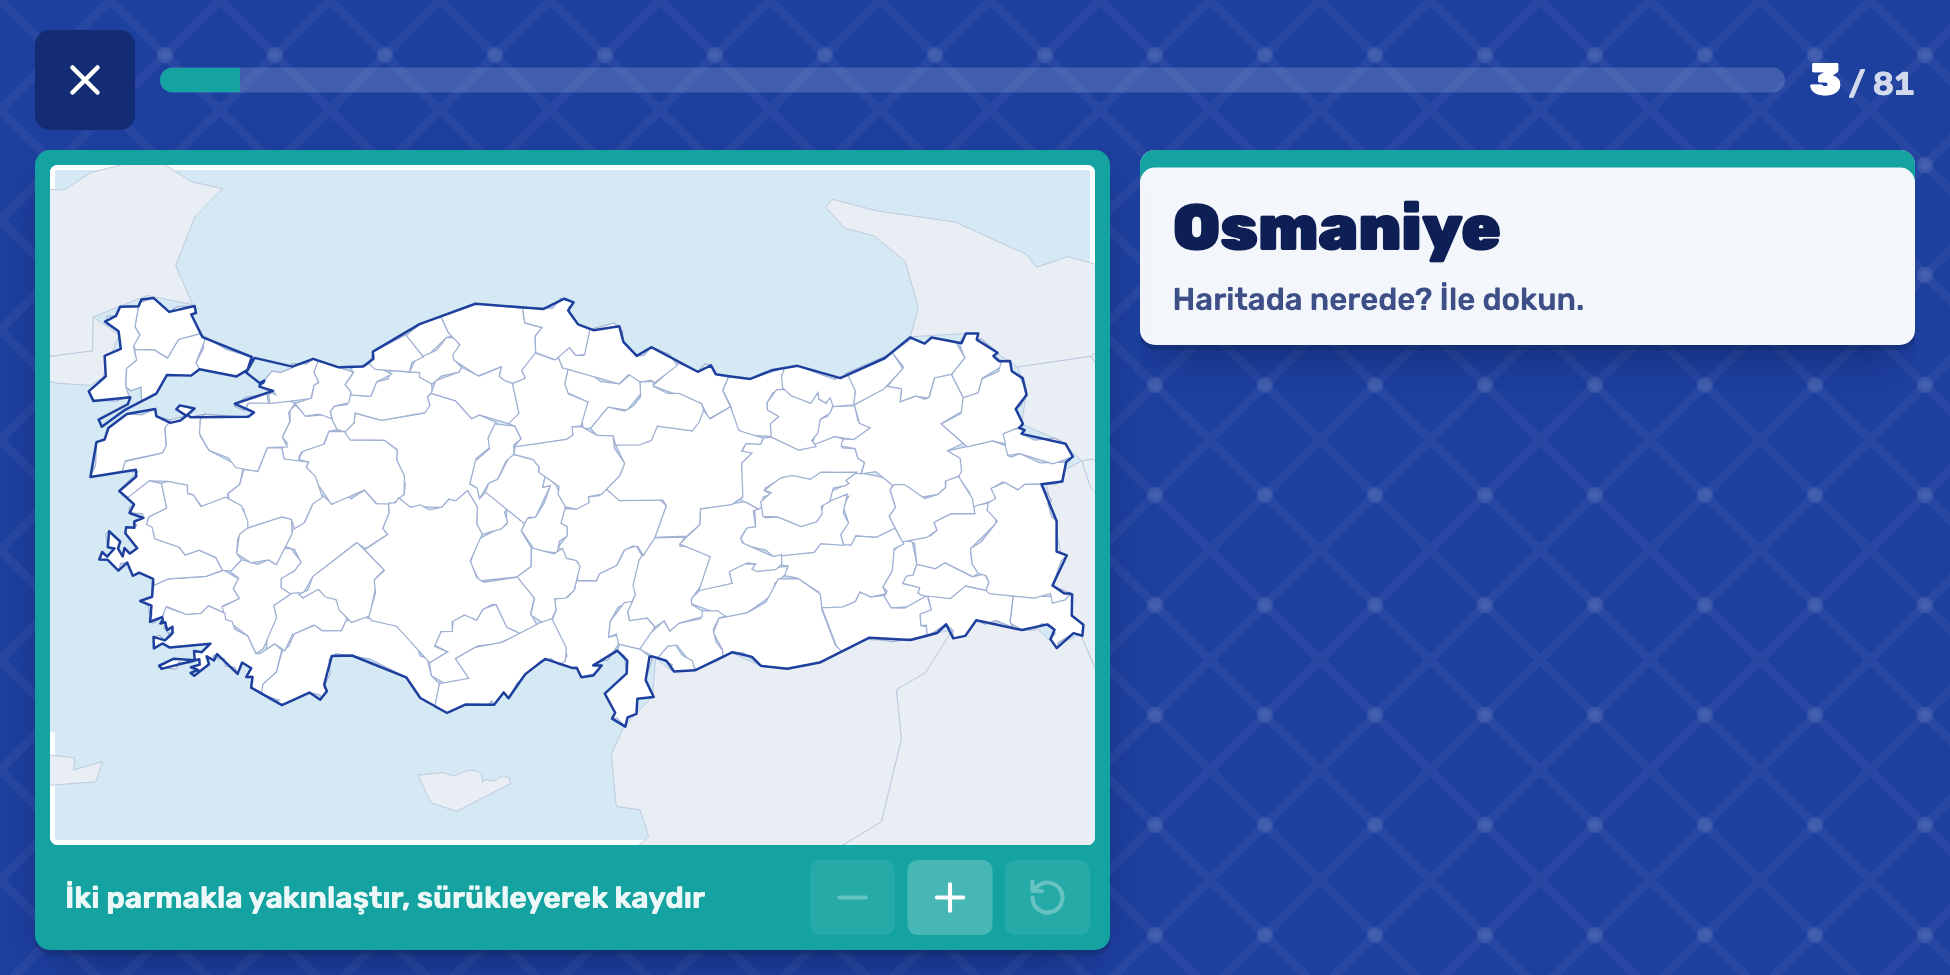 3 / 81
Osmaniye
Haritada nerede? İle dokun.
İki parmakla yakınlaştır, sürükleyerek kaydır